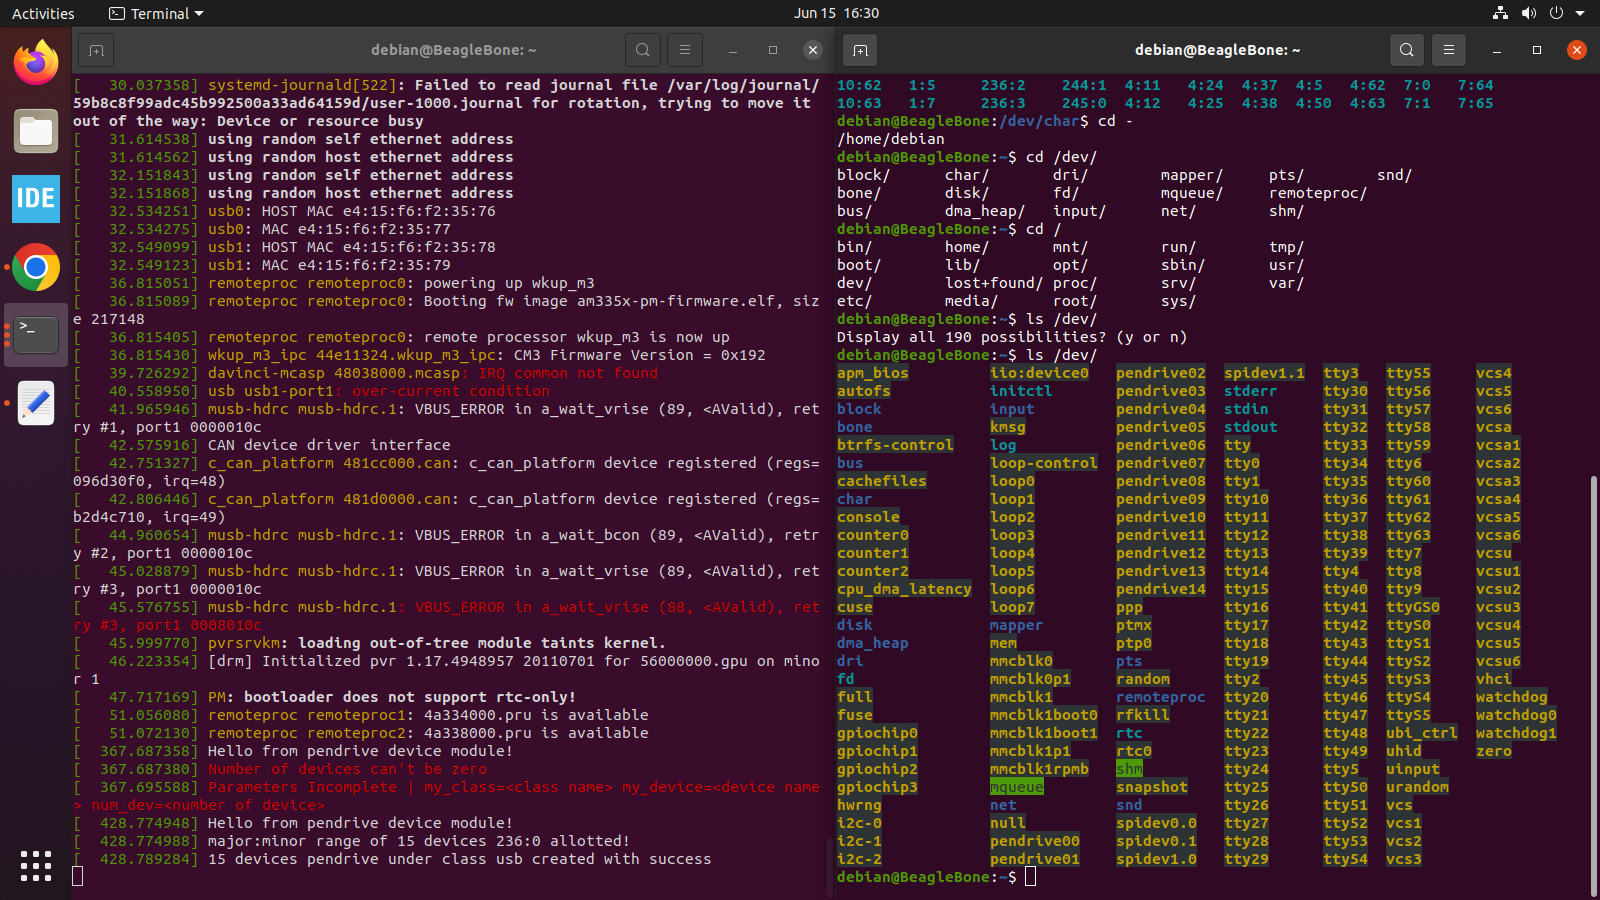 Activities Terminal Jun 15 16:30
debian@BeagleBone: ~
[   30.037358] systemd-journald[522]: Failed to read journal file /var/log/journal/
59b8c8f99adc45b992500a33ad64159d/user-1000.journal for rotation, trying to move it
out of the way: Device or resource busy
[   31.614538] using random self ethernet address
[   31.614562] using random host ethernet address
[   32.151843] using random self ethernet address
[   32.151868] using random host ethernet address
[   32.534251] usb0: HOST MAC e4:15:f6:f2:35:76
[   32.534275] usb0: MAC e4:15:f6:f2:35:77
[   32.549099] usb1: HOST MAC e4:15:f6:f2:35:78
[   32.549123] usb1: MAC e4:15:f6:f2:35:79
[   36.815051] remoteproc remoteproc0: powering up wkup_m3
[   36.815089] remoteproc remoteproc0: Booting fw image am335x-pm-firmware.elf, siz
e 217148
[   36.815405] remoteproc remoteproc0: remote processor wkup_m3 is now up
[   36.815430] wkup_m3_ipc 44e11324.wkup_m3_ipc: CM3 Firmware Version = 0x192
[   39.726292] davinci-mcasp 48038000.mcasp: IRQ common not found
[   40.558950] usb usb1-port1: over-current condition
[   41.965946] musb-hdrc musb-hdrc.1: VBUS_ERROR in a_wait_vrise (89, <AValid), ret
ry #1, port1 0000010c
[   42.575916] CAN device driver interface
[   42.751327] c_can_platform 481cc000.can: c_can_platform device registered (regs=
096d30f0, irq=48)
[   42.806446] c_can_platform 481d0000.can: c_can_platform device registered (regs=
b2d4c710, irq=49)
[   44.960654] musb-hdrc musb-hdrc.1: VBUS_ERROR in a_wait_bcon (89, <AValid), retr
y #2, port1 0000010c
[   45.028879] musb-hdrc musb-hdrc.1: VBUS_ERROR in a_wait_vrise (89, <AValid), ret
ry #3, port1 0000010c
[   45.576755] musb-hdrc musb-hdrc.1: VBUS_ERROR in a_wait_vrise (88, <AValid), ret
ry #3, port1 0008010c
[   45.999770] pvrsrvkm: loading out-of-tree module taints kernel.
[   46.223354] [drm] Initialized pvr 1.17.4948957 20110701 for 56000000.gpu on mino
r 1
[   47.717169] PM: bootloader does not support rtc-only!
[   51.056080] remoteproc remoteproc1: 4a334000.pru is available
[   51.072130] remoteproc remoteproc2: 4a338000.pru is available
[  367.687358] Hello from pendrive device module!
[  367.687380] Number of devices can't be zero
[  367.695588] Parameters Incomplete | my_class=<class name> my_device=<device name
> num_dev=<number of device>
[  428.774948] Hello from pendrive device module!
[  428.774988] major:minor range of 15 devices 236:0 allotted!
[  428.789284] 15 devices pendrive under class usb created with success
IDE
debian@BeagleBone: ~
10:62 1:5 236:2 244:1 4:11 4:24 4:37 4:5 4:62 7:0 7:64
10:63 1:7 236:3 245:0 4:12 4:25 4:38 4:50 4:63 7:1 7:65
debian@BeagleBone:/dev/char$ cd -
/home/debian
debian@BeagleBone:~$ cd /dev/
block/ char/ dri/ mapper/ pts/ snd/
bone/ disk/ fd/ mqueue/ remoteproc/
bus/ dma_heap/ input/ net/ shm/
debian@BeagleBone:~$ cd /
bin/ home/ mnt/ run/ tmp/
boot/ lib/ opt/ sbin/ usr/
dev/ lost+found/ proc/ srv/ var/
etc/ media/ root/ sys/
debian@BeagleBone:~$ ls /dev/
Display all 190 possibilities? (y or n)
debian@BeagleBone:~$ ls /dev/
apm_bios iio:device0 pendrive02 spidev1.1 tty3 tty55 vcs4
autofs initctl pendrive03 stderr tty30 tty56 vcs5
block input pendrive04 stdin tty31 tty57 vcs6
bone kmsg pendrive05 stdout tty32 tty58 vcsa
btrfs-control log pendrive06 tty tty33 tty59 vcsa1
bus loop-control pendrive07 tty0 tty34 tty6 vcsa2
cachefiles loop0 pendrive08 tty1 tty35 tty60 vcsa3
char loop1 pendrive09 tty10 tty36 tty61 vcsa4
console loop2 pendrive10 tty11 tty37 tty62 vcsa5
counter0 loop3 pendrive11 tty12 tty38 tty63 vcsa6
counter1 loop4 pendrive12 tty13 tty39 tty7 vcsu
counter2 loop5 pendrive13 tty14 tty4 tty8 vcsu1
cpu_dma_latency loop6 pendrive14 tty15 tty40 tty9 vcsu2
cuse loop7 ppp tty16 tty41 ttyGS0 vcsu3
disk mapper ptmx tty17 tty42 ttyS0 vcsu4
dma_heap mem ptp0 tty18 tty43 ttyS1 vcsu5
dri mmcblk0 pts tty19 tty44 ttyS2 vcsu6
fd mmcblk0p1 random tty2 tty45 ttyS3 vhci
full mmcblk1 remoteproc tty20 tty46 ttyS4 watchdog
fuse mmcblk1boot0 rfkill tty21 tty47 ttyS5 watchdog0
gpiochip0 mmcblk1boot1 rtc tty22 tty48 ubi_ctrl watchdog1
gpiochip1 mmcblk1p1 rtc0 tty23 tty49 uhid zero
gpiochip2 mmcblk1rpmb shm tty24 tty5 uinput
gpiochip3 mqueue snapshot tty25 tty50 urandom
hwrng net snd tty26 tty51 vcs
i2c-0 null spidev0.0 tty27 tty52 vcs1
i2c-1 pendrive00 spidev0.1 tty28 tty53 vcs2
i2c-2 pendrive01 spidev1.0 tty29 tty54 vcs3
debian@BeagleBone:~$